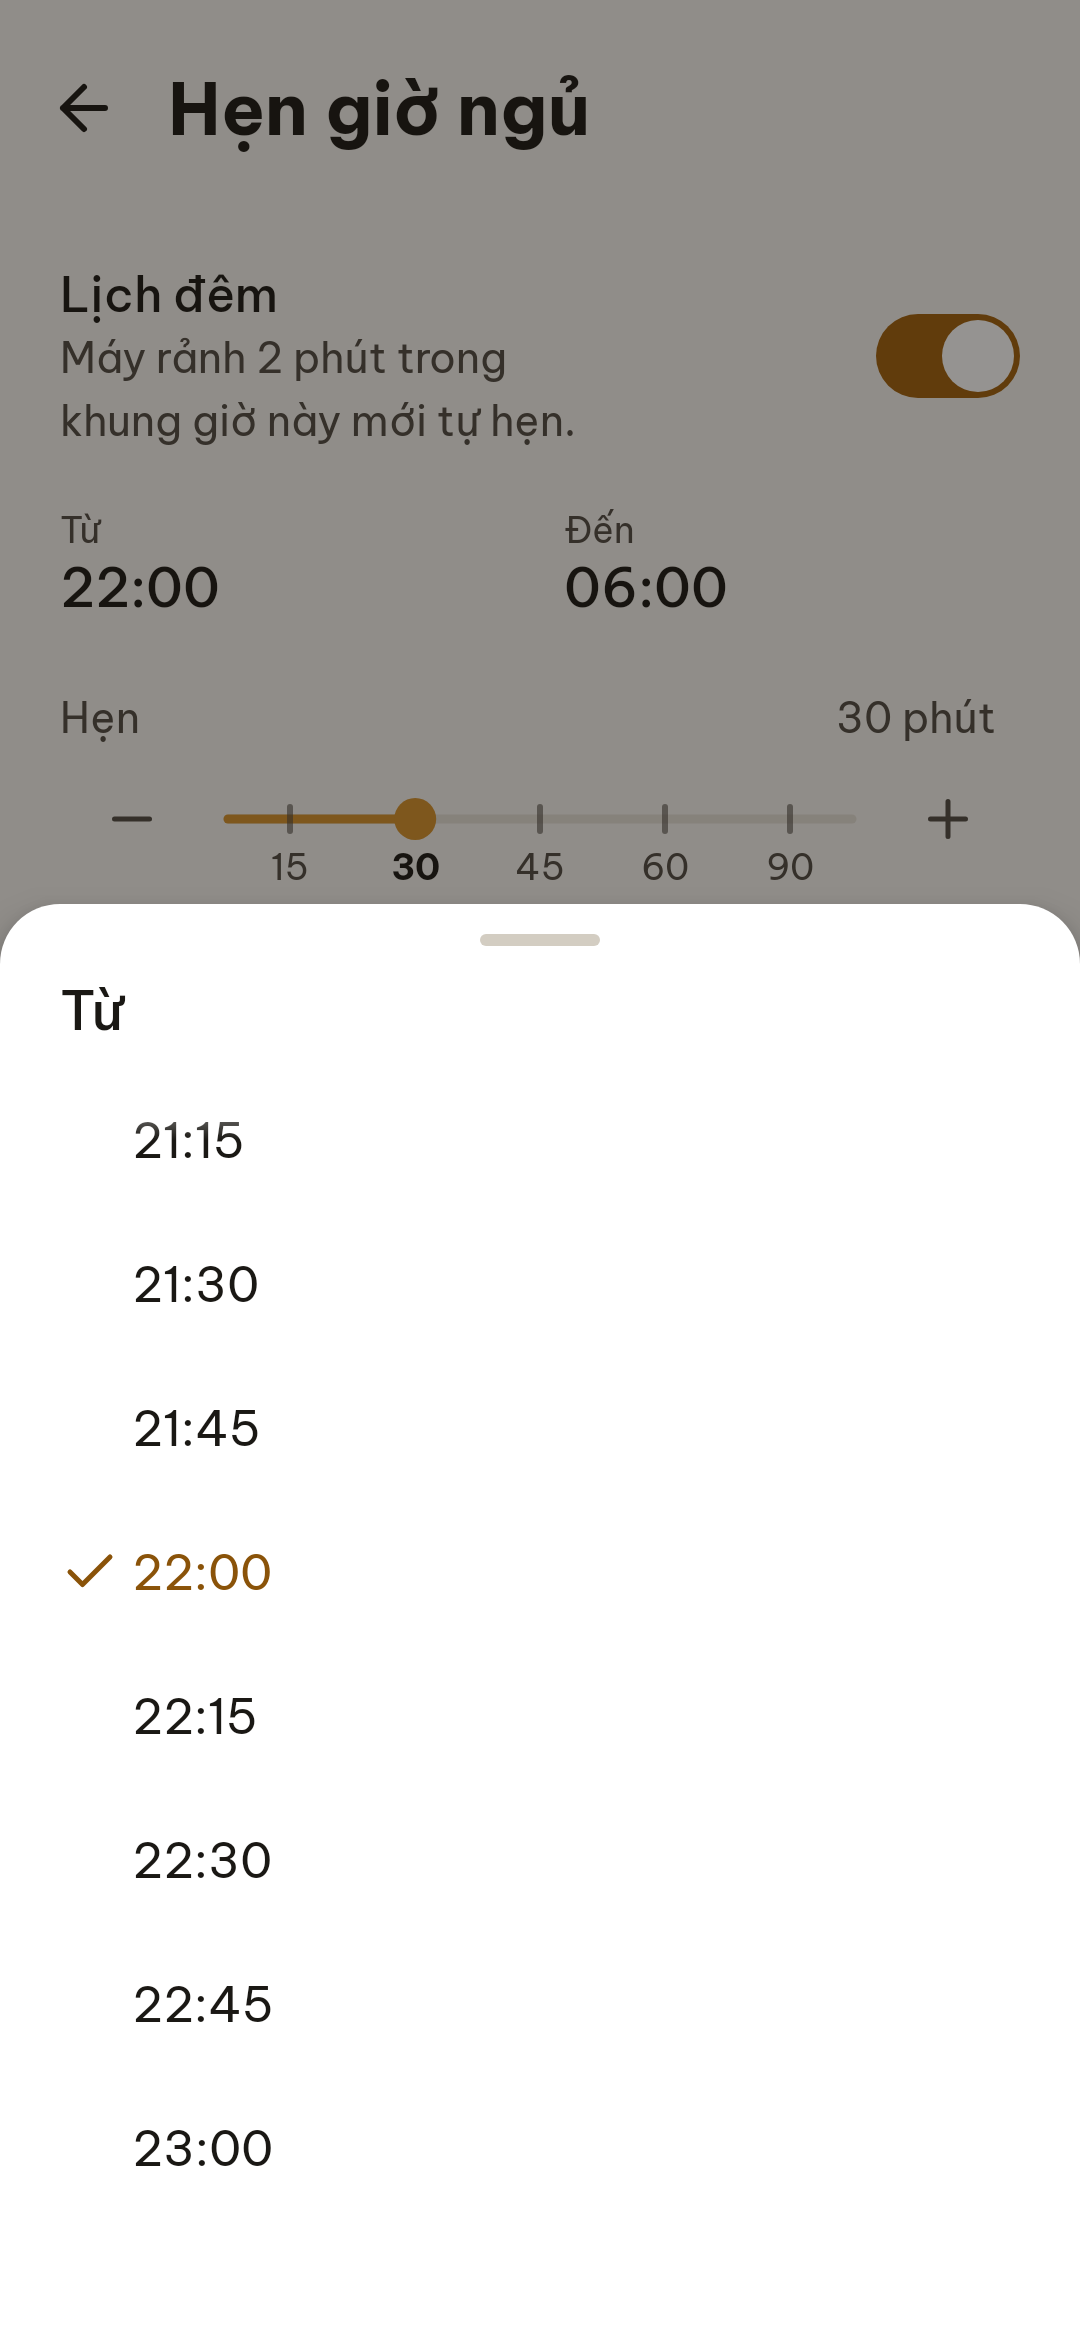 Hẹn giờ ngủ
Lịch đêm
Máy rảnh 2 phút trong
khung giờ này mới tự hẹn.
Từ
Đến
22:00
06:00
Hẹn
30 phút
15
30
45
60
90
Từ
21:15
21:30
21:45
22:00
22:15
22:30
22:45
23:00